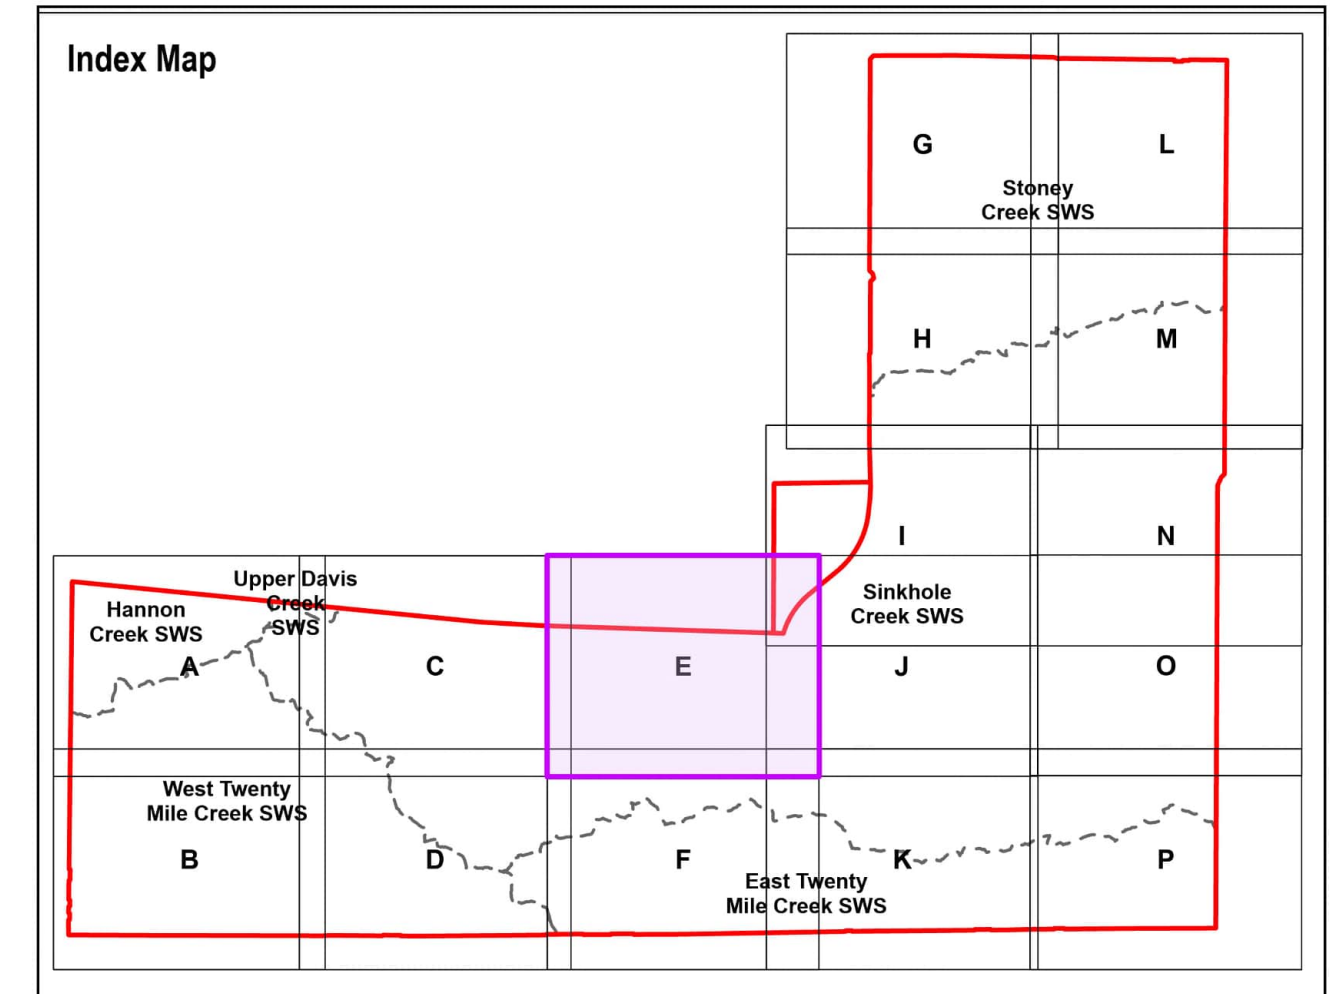 Index Map
G
L
Stoney
Creek SWS
H
M
I
N
Upper Davis
Creek
SWS
Hannon
Creek SWS
Sinkhole
Creek SWS
A
C
E
J
O
West Twenty
Mile Creek SWS
B
D
F
K
P
East Twenty
Mile Creek SWS